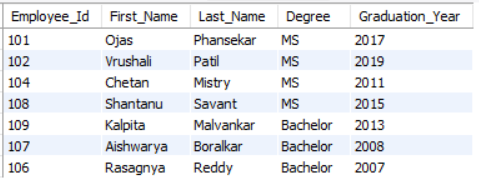 Employee_Id First_Name Last_Name Degree Graduation_Year
101 Ojas Phansekar MS 2017
102 Vrushali Patil MS 2019
104 Chetan Mistry MS 2011
108 Shantanu Savant MS 2015
109 Kalpita Malvankar Bachelor 2013
107 Aishwarya Boralkar Bachelor 2008
106 Rasagnya Reddy Bachelor 2007